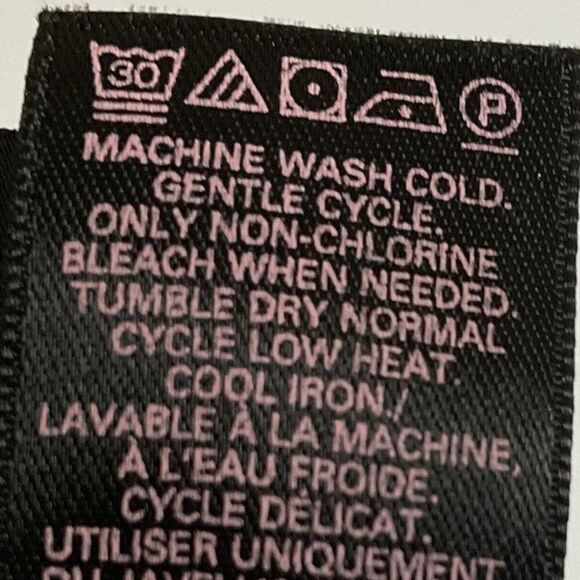 30 P
MACHINE WASH COLD.
GENTLE CYCLE.
ONLY NON-CHLORINE
BLEACH WHEN NEEDED.
TUMBLE DRY NORMAL
CYCLE LOW HEAT.
COOL IRON./
LAVABLE À LA MACHINE,
À L'EAU FROIDE.
CYCLE DÉLICAT.
UTILISER UNIQUEMENT